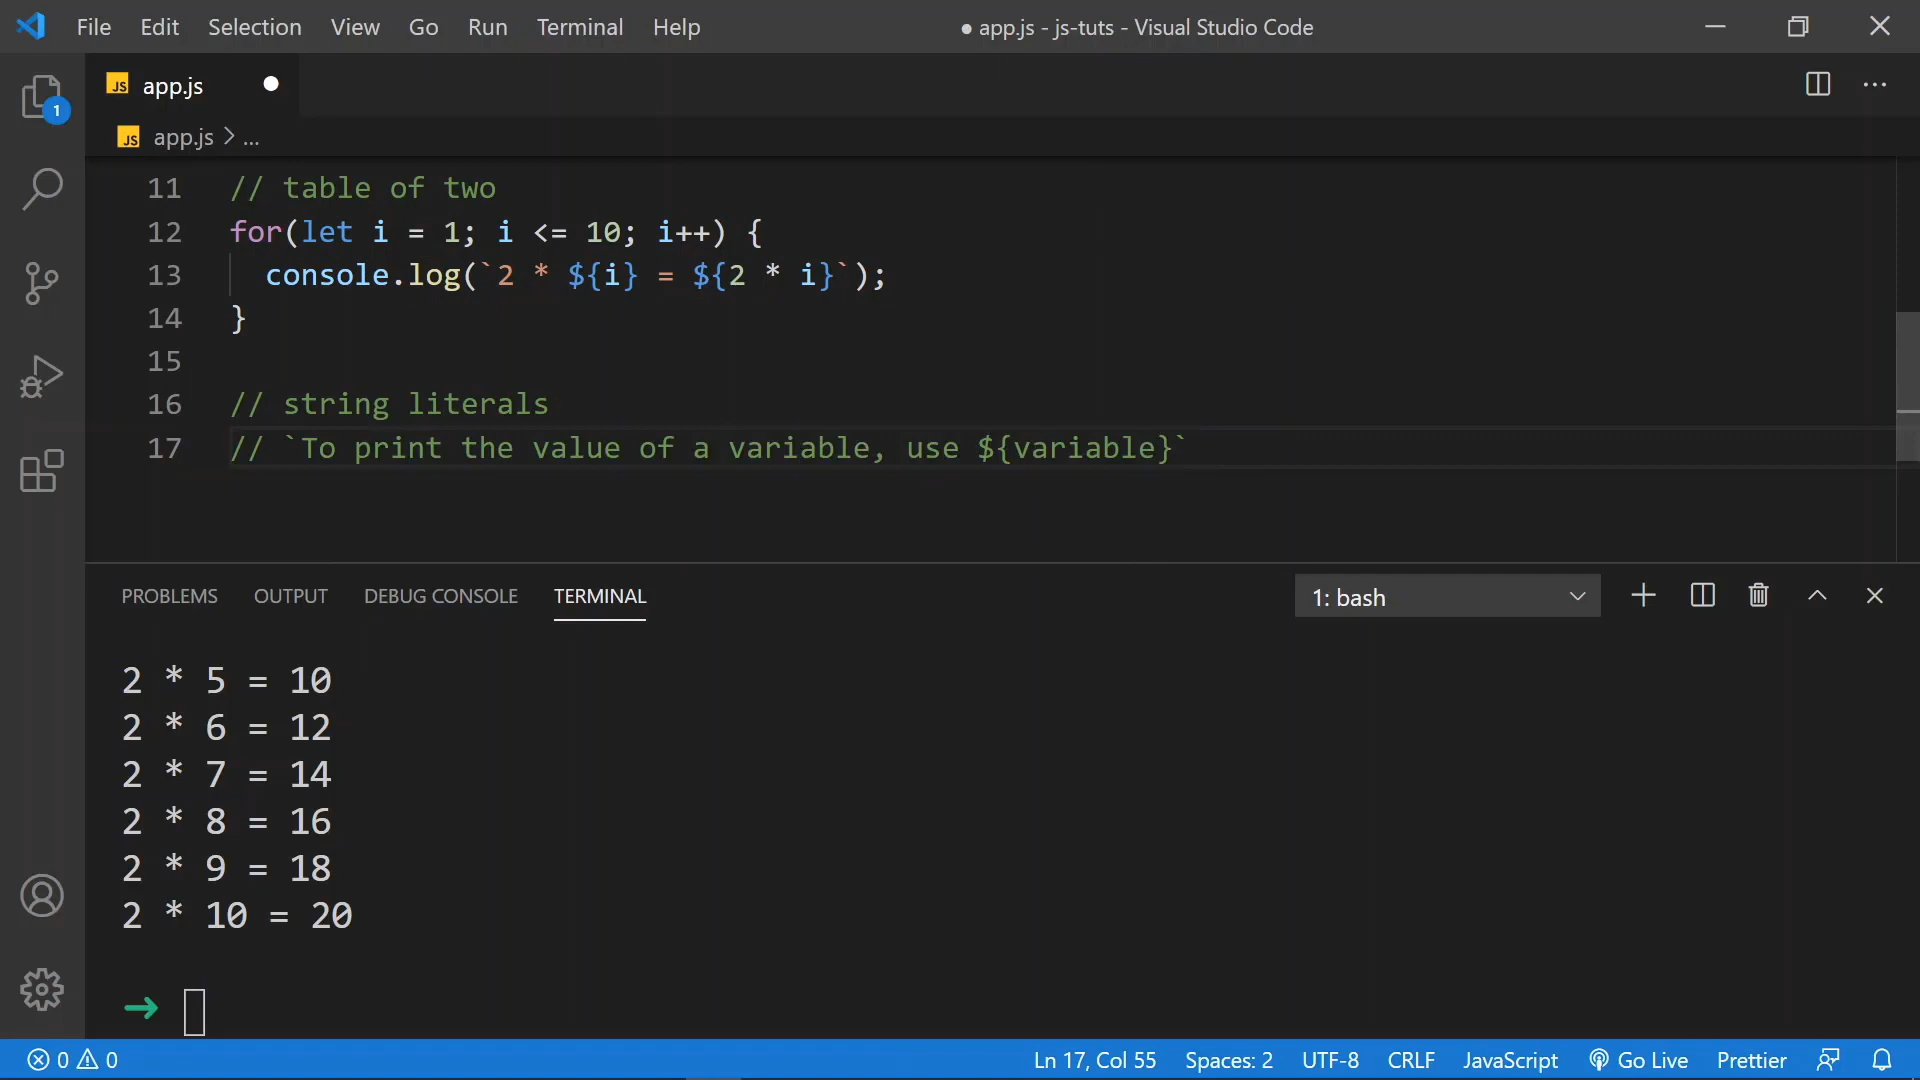 File Edit Selection View Go Run Terminal Help ● app.js - js-tuts - Visual Studio Code
JS app.js
1
JS app.js > ...
11 // table of two
12 for(let i = 1; i <= 10; i++) {
13 console.log(`2 * ${i} = ${2 * i}`);
14 }
15
16 // string literals
17 // `To print the value of a variable, use ${variable}`
PROBLEMS OUTPUT DEBUG CONSOLE TERMINAL 1: bash
2 * 5 = 10
2 * 6 = 12
2 * 7 = 14
2 * 8 = 16
2 * 9 = 18
2 * 10 = 20
➜
0 0 Ln 17, Col 55 Spaces: 2 UTF-8 CRLF JavaScript Go Live Prettier